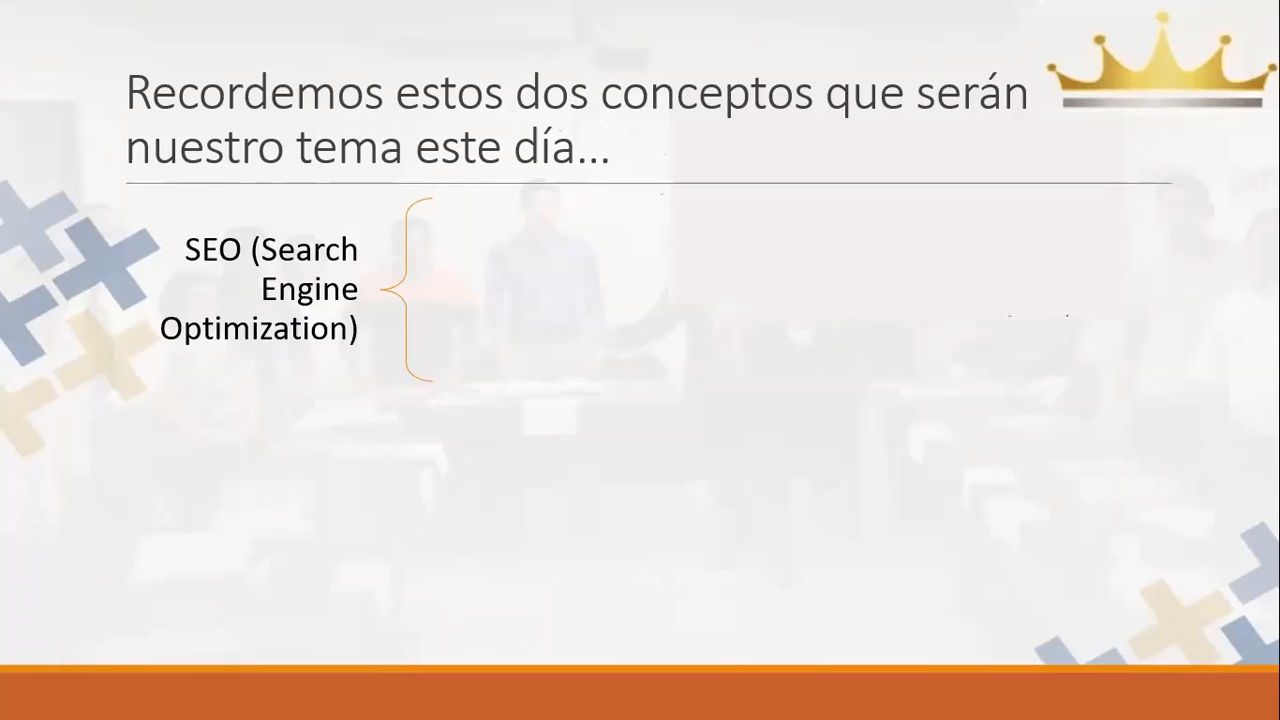 Recordemos estos dos conceptos que serán
nuestro tema este día...
SEO (Search
Engine
Optimization)